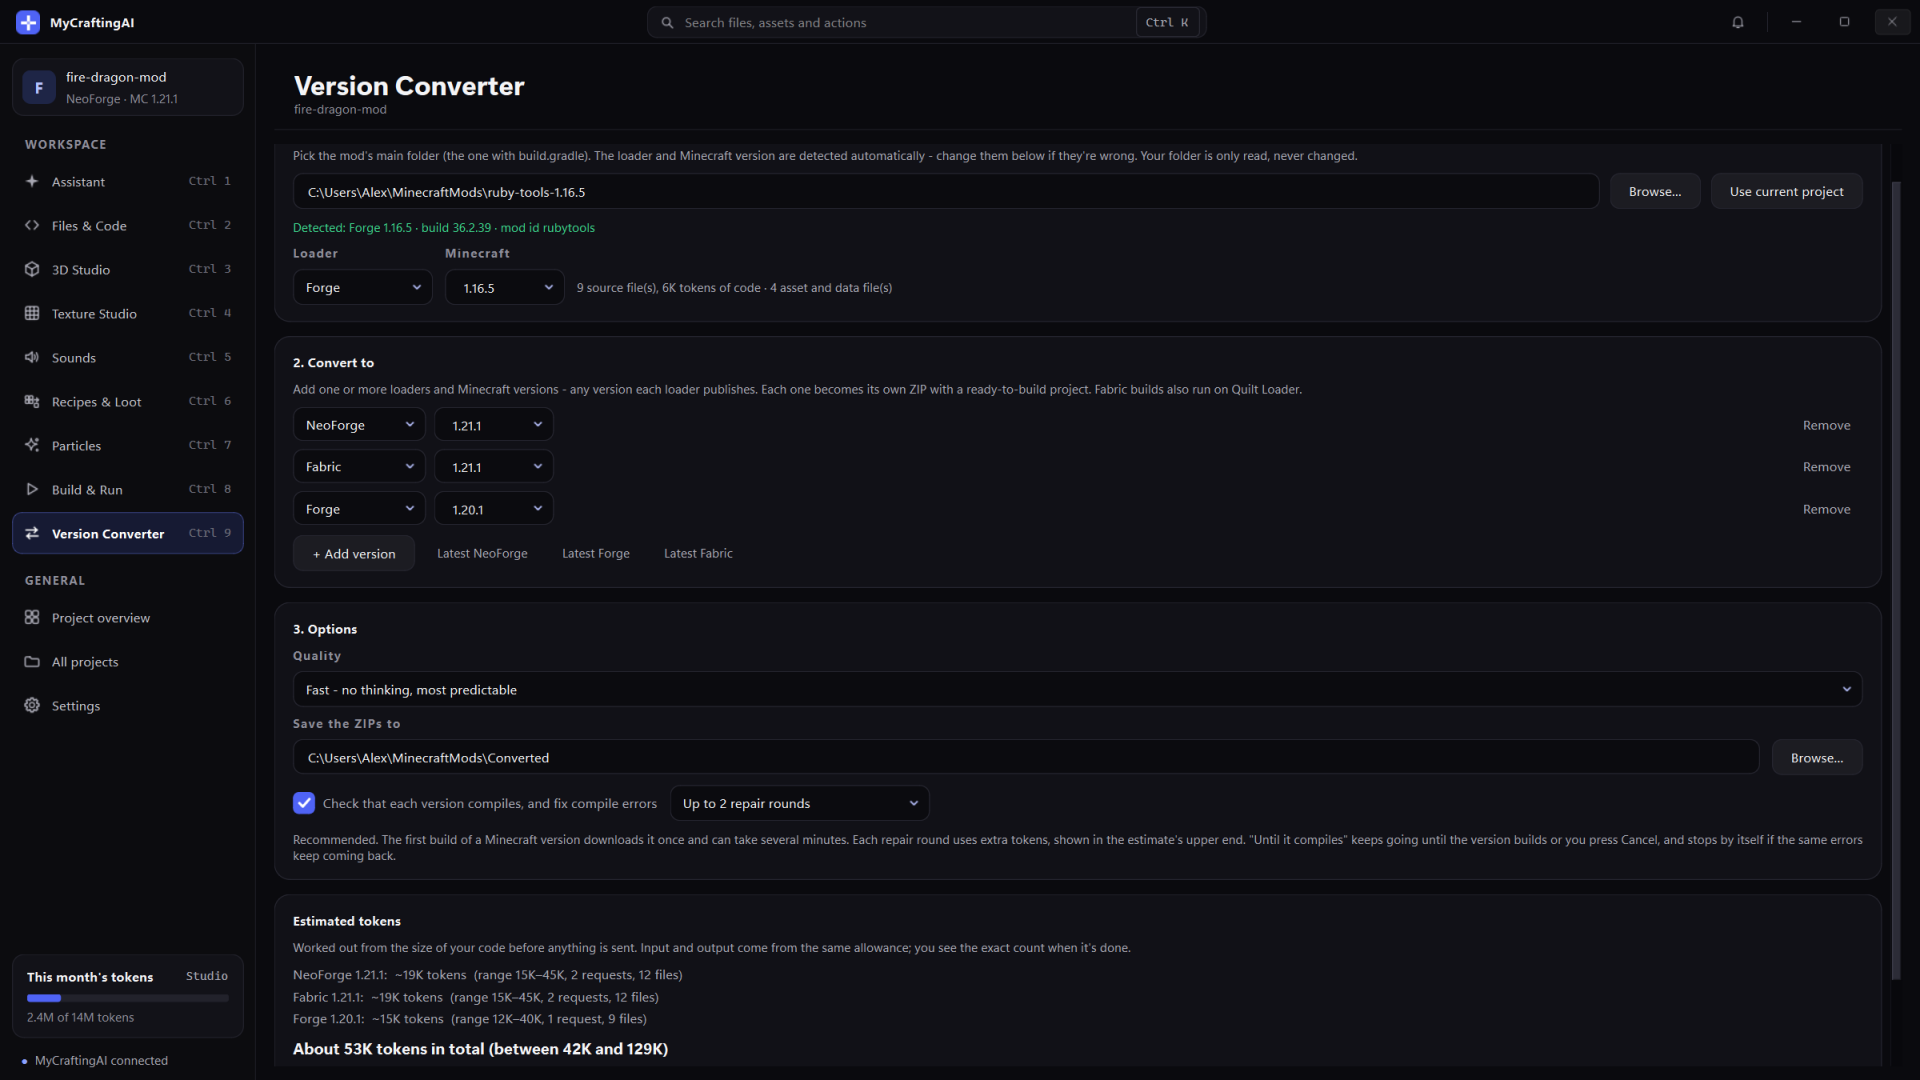 MyCraftingAI
Search files, assets and actions
Ctrl K
F
fire-dragon-mod
NeoForge · MC 1.21.1
WORKSPACE
Assistant Ctrl 1
Files & Code Ctrl 2
3D Studio Ctrl 3
Texture Studio Ctrl 4
Sounds Ctrl 5
Recipes & Loot Ctrl 6
Particles Ctrl 7
Build & Run Ctrl 8
Version Converter Ctrl 9
GENERAL
Project overview
All projects
Settings
This month's tokens Studio
2.4M of 14M tokens
MyCraftingAI connected
Version Converter
fire-dragon-mod
Pick the mod's main folder (the one with build.gradle). The loader and Minecraft version are detected automatically - change them below if they're wrong. Your folder is only read, never changed.
C:\Users\Alex\MinecraftMods\ruby-tools-1.16.5 Browse... Use current project
Detected: Forge 1.16.5 · build 36.2.39 · mod id rubytools
Loader Minecraft
Forge 1.16.5 9 source file(s), 6K tokens of code · 4 asset and data file(s)
2. Convert to
Add one or more loaders and Minecraft versions - any version each loader publishes. Each one becomes its own ZIP with a ready-to-build project. Fabric builds also run on Quilt Loader.
NeoForge 1.21.1 Remove
Fabric 1.21.1 Remove
Forge 1.20.1 Remove
+ Add version Latest NeoForge Latest Forge Latest Fabric
3. Options
Quality
Fast - no thinking, most predictable
Save the ZIPs to
C:\Users\Alex\MinecraftMods\Converted Browse...
Check that each version compiles, and fix compile errors Up to 2 repair rounds
Recommended. The first build of a Minecraft version downloads it once and can take several minutes. Each repair round uses extra tokens, shown in the estimate's upper end. "Until it compiles" keeps going until the version builds or you press Cancel, and stops by itself if the same errors
keep coming back.
Estimated tokens
Worked out from the size of your code before anything is sent. Input and output come from the same allowance; you see the exact count when it's done.
NeoForge 1.21.1: ~19K tokens (range 15K–45K, 2 requests, 12 files)
Fabric 1.21.1: ~19K tokens (range 15K–45K, 2 requests, 12 files)
Forge 1.20.1: ~15K tokens (range 12K–40K, 1 request, 9 files)
About 53K tokens in total (between 42K and 129K)